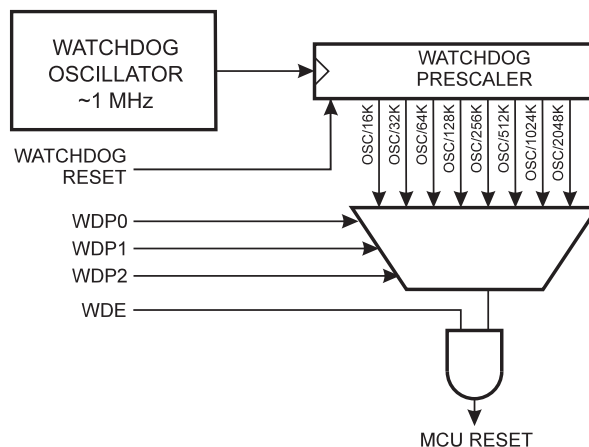 WATCHDOG
OSCILLATOR
~1 MHz
WATCHDOG
PRESCALER
WATCHDOG
RESET
OSC/16K
OSC/32K
OSC/64K
OSC/128K
OSC/256K
OSC/512K
OSC/1024K
OSC/2048K
WDP0
WDP1
WDP2
WDE
MCU RESET